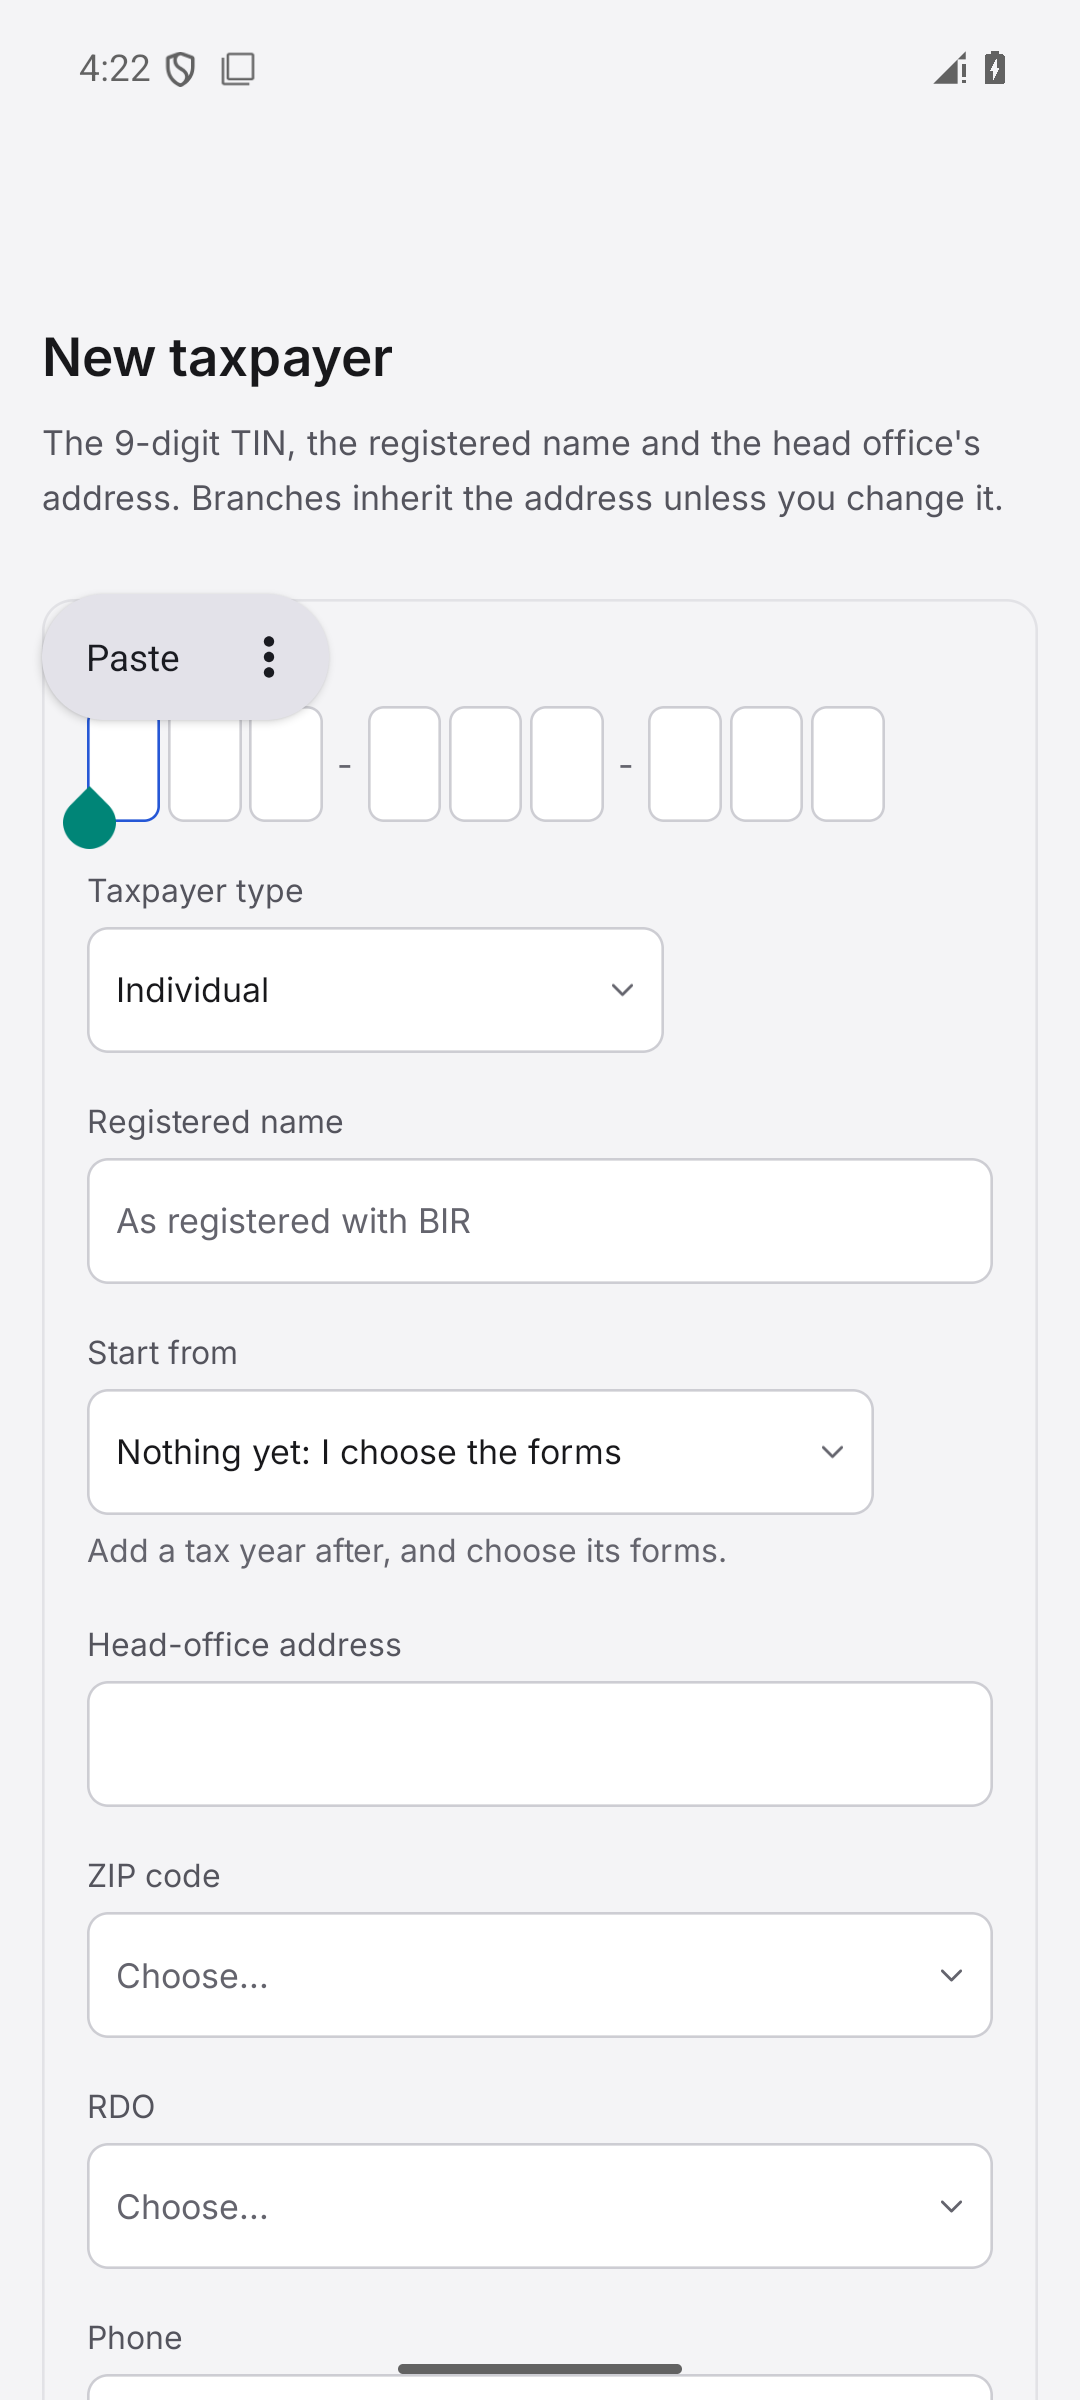 4:22
New taxpayer
The 9-digit TIN, the registered name and the head office's
address. Branches inherit the address unless you change it.
Paste
- -
Taxpayer type
Individual
Registered name
As registered with BIR
Start from
Nothing yet: I choose the forms
Add a tax year after, and choose its forms.
Head-office address
ZIP code
Choose...
RDO
Choose...
Phone